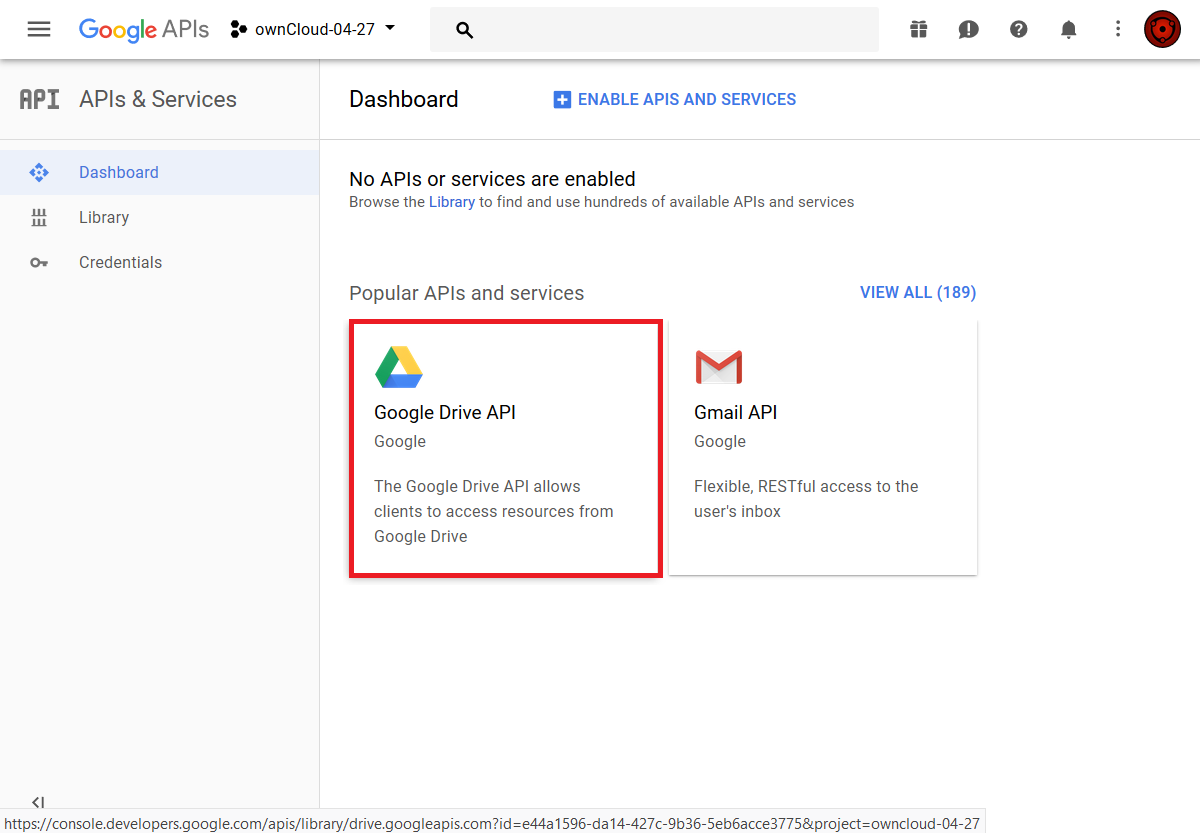 Google APIs
ownCloud-04-27
API APIs & Services
Dashboard
ENABLE APIS AND SERVICES
Dashboard
Library
Credentials
No APIs or services are enabled
Browse the Library to find and use hundreds of available APIs and services
Popular APIs and services
VIEW ALL (189)
Google Drive API
Google
The Google Drive API allows
clients to access resources from
Google Drive
Gmail API
Google
Flexible, RESTful access to the
user's inbox
https://console.developers.google.com/apis/library/drive.googleapis.com?id=e44a1596-da14-427c-9b36-5eb6acce3775&project=owncloud-04-27